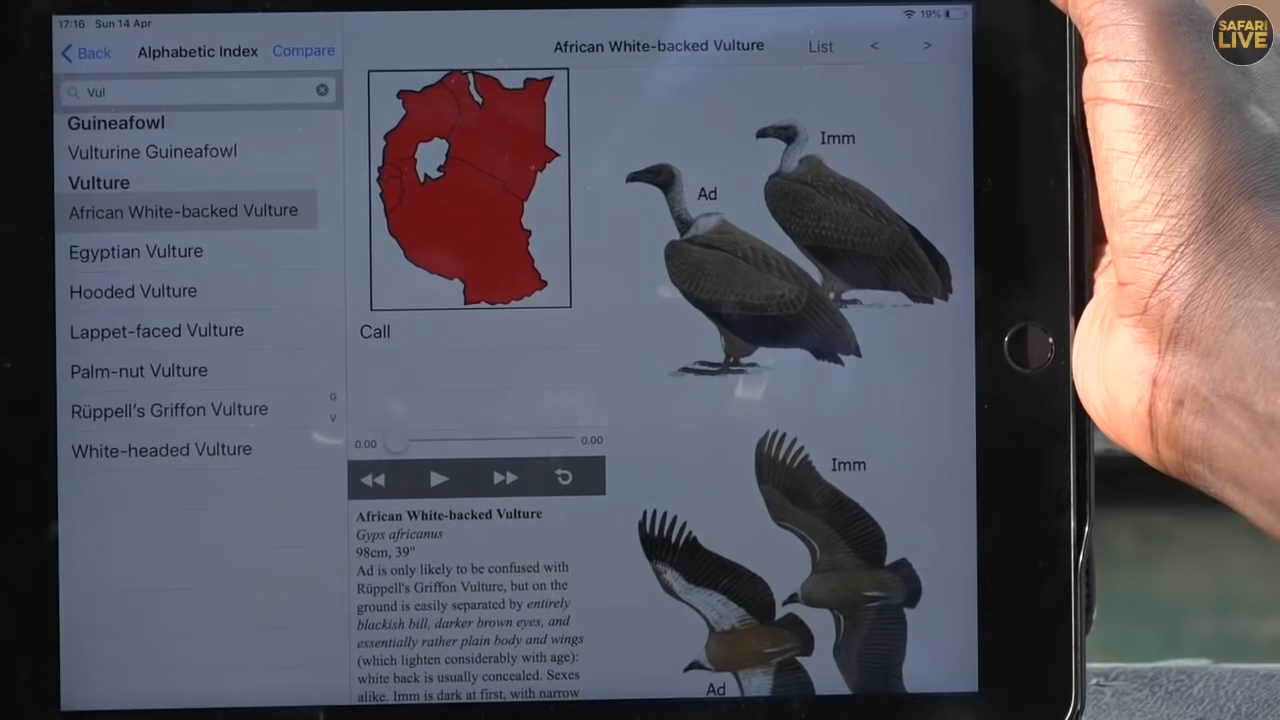 17:16 Sun 14 Apr
19%
SAFARI
LIVE
Back
Alphabetic Index
Compare
African White-backed Vulture
List
<
>
Vul
Guineafowl
Vulturine Guineafowl
Vulture
African White-backed Vulture
Egyptian Vulture
Hooded Vulture
Lappet-faced Vulture
Palm-nut Vulture
Rüppell's Griffon Vulture
White-headed Vulture
G
V
Imm
Ad
Call
0.00
0.00
African White-backed Vulture
Gyps africanus
98cm, 39"
Ad is only likely to be confused with
Rüppell's Griffon Vulture, but on the
ground is easily separated by entirely
blackish bill, darker brown eyes, and
essentially rather plain body and wings
(which lighten considerably with age):
white back is usually concealed. Sexes
alike. Imm is dark at first, with narrow
Imm
Ad